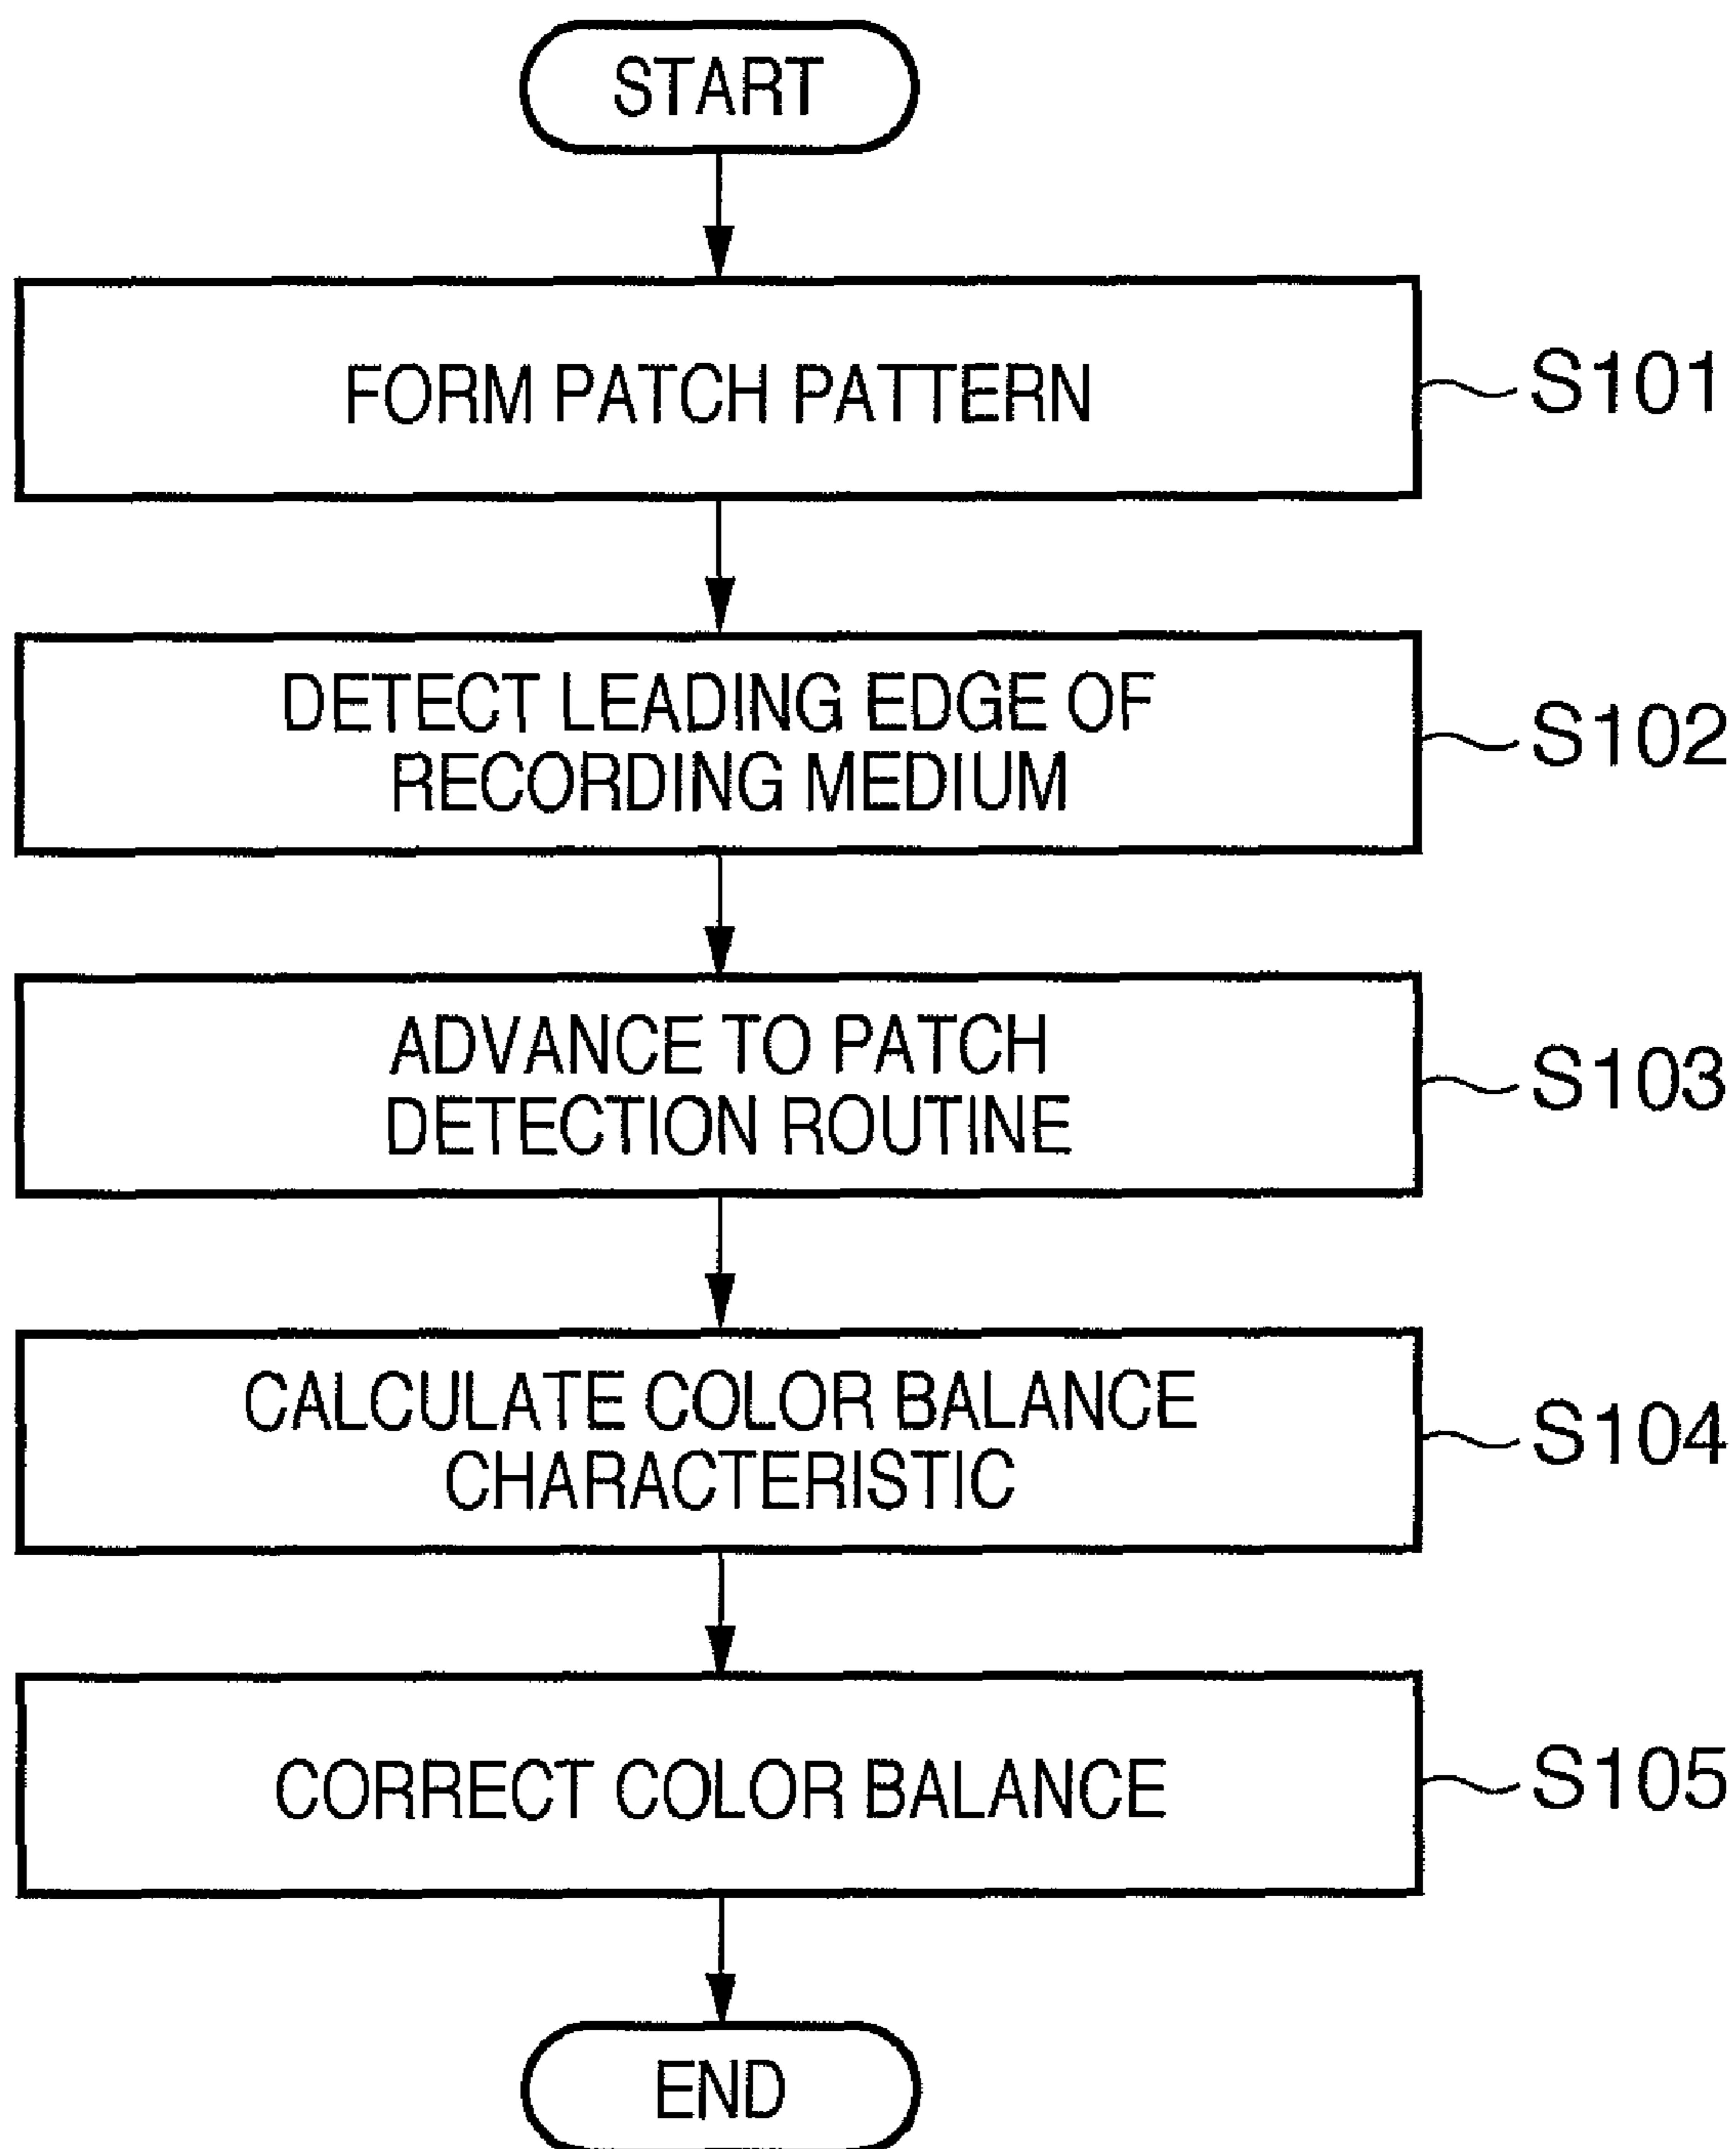 START
FORM PATCH PATTERN
S101
DETECT LEADING EDGE OF
RECORDING MEDIUM
S102
ADVANCE TO PATCH
DETECTION ROUTINE
S103
CALCULATE COLOR BALANCE
CHARACTERISTIC
S104
CORRECT COLOR BALANCE
S105
END